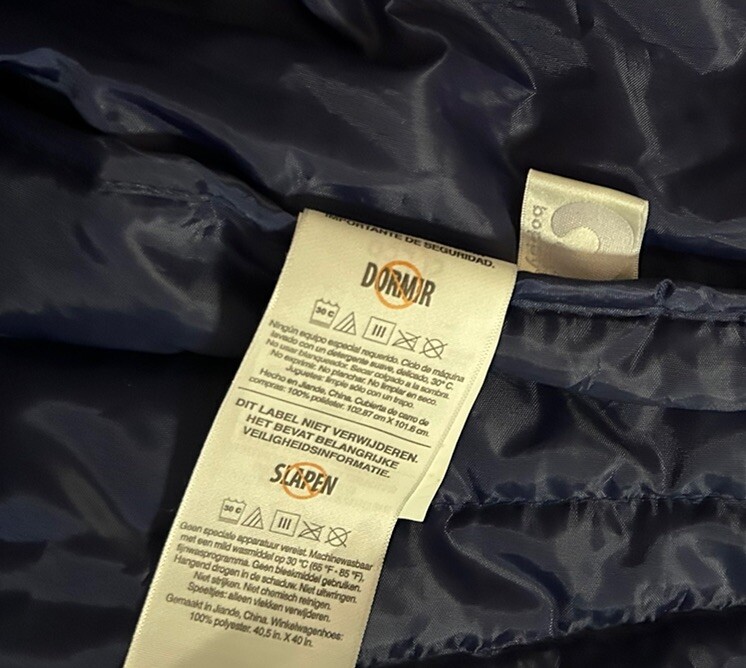 IMPORTANTE DE SEGURIDAD.
DORMIR
30 C
Ningún equipo especial requerido. Ciclo de máquina
lavado con un detergente suave, delicado, 30° C.
No usar blanqueador. Secar colgado a la sombra.
No exprimir. No planchar. No limpiar en seco.
Juguetes: limpie sólo con un trapo.
Hecho en Jiande, China. Cubierta de carro de
compras: 100% poliéster. 102.87 cm X 101.6 cm.
DIT LABEL NIET VERWIJDEREN.
HET BEVAT BELANGRIJKE
VEILIGHEIDSINFORMATIE.
SLAPEN
30 C
Geen speciale apparatuur vereist. Machinewasbaar
met een mild wasmiddel op 30 °C (65 °F - 85 °F),
fijnwasprogramma. Geen bleekmiddel gebruiken.
Hangend drogen in de schaduw. Niet uitwringen.
Niet strijken. Niet chemisch reinigen.
Speeltjes: alleen vlekken verwijderen.
Gemaakt in Jiande, China. Winkelwagenhoes:
100% polyester. 40,5 in. X 40 in.